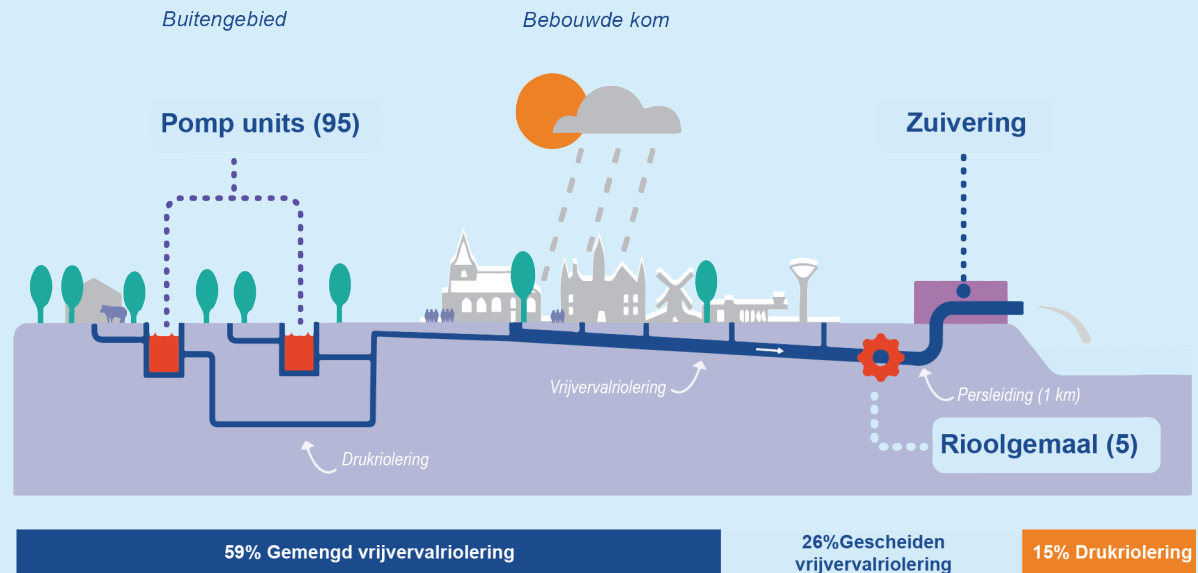 Buitengebied
Bebouwde kom
Pomp units (95)
Zuivering
Vrijvervalriolering
Persleiding (1 km)
Drukriolering
Rioolgemaal (5)
59% Gemengd vrijvervalriolering
26%Gescheiden
vrijvervalriolering
15% Drukriolering